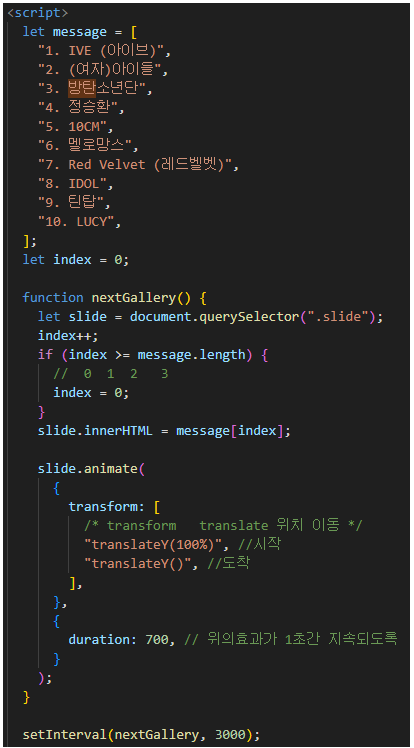 <script>
let message = [
"1. IVE (아이브)",
"2. (여자)아이들",
"3. 방탄소년단",
"4. 정승환",
"5. 10CM",
"6. 멜로망스",
"7. Red Velvet (레드벨벳)",
"8. IDOL",
"9. 틴탑",
"10. LUCY",
];
let index = 0;
function nextGallery() {
let slide = document.querySelector(".slide");
index++;
if (index >= message.length) {
//  0  1  2   3
index = 0;
}
slide.innerHTML = message[index];
slide.animate(
{
transform: [
/* transform   translate 위치 이동 */
"translateY(100%)", //시작
"translateY()", //도착
],
},
{
duration: 700, // 위의효과가 1초간 지속되도록
}
);
}
setInterval(nextGallery, 3000);